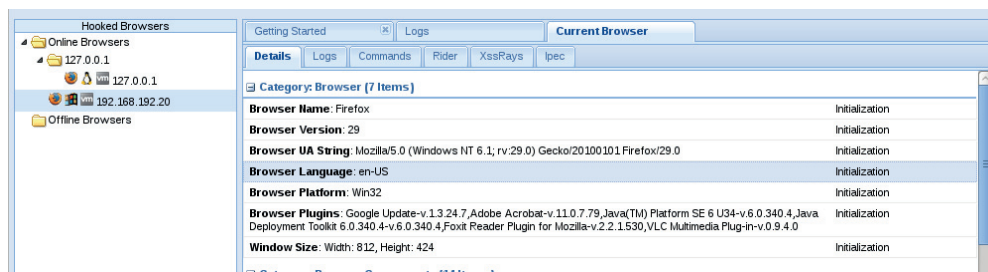 Hooked Browsers
Online Browsers
127.0.0.1
127.0.0.1
192.168.192.20
Offline Browsers
Getting Started
Logs
Current Browser
Details
Logs
Commands
Rider
XssRays
Ipec
Category: Browser (7 Items)
Browser Name: Firefox Initialization
Browser Version: 29 Initialization
Browser UA String: Mozilla/5.0 (Windows NT 6.1; rv:29.0) Gecko/20100101 Firefox/29.0 Initialization
Browser Language: en-US Initialization
Browser Platform: Win32 Initialization
Browser Plugins: Google Update-v.1.3.24.7,Adobe Acrobat-v.11.0.7.79,Java(TM) Platform SE 6 U34-v.6.0.340.4,Java Initialization
Deployment Toolkit 6.0.340.4-v.6.0.340.4,Foxit Reader Plugin for Mozilla-v.2.2.1.530,VLC Multimedia Plug-in-v.0.9.4.0
Window Size: Width: 812, Height: 424 Initialization